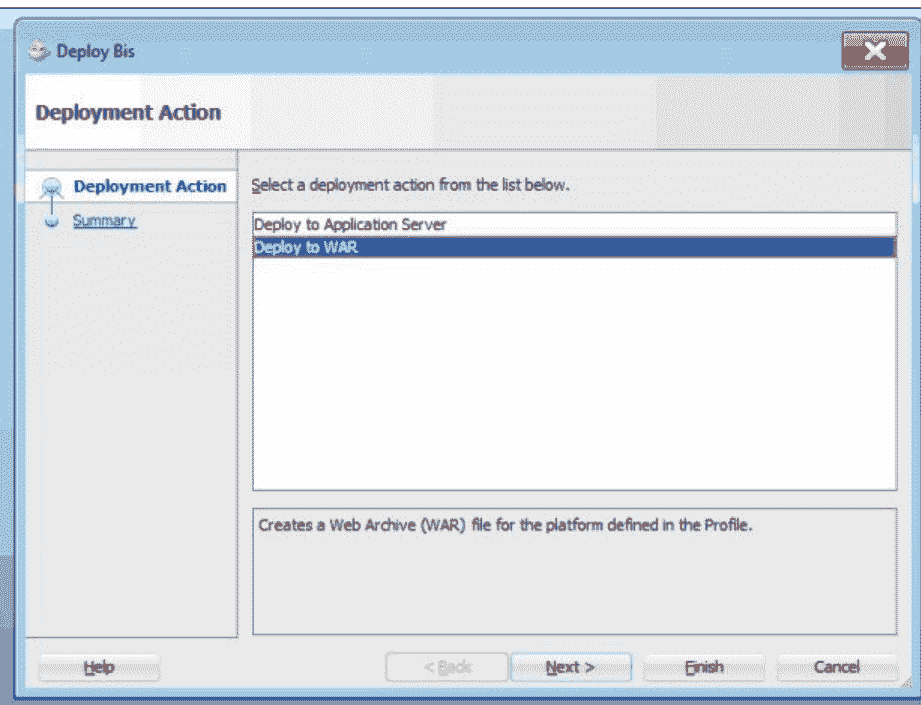 Deploy Bis
Deployment Action
Deployment Action
Summary
Select a deployment action from the list below.
Deploy to Application Server
Deploy to WAR
Creates a Web Archive (WAR) file for the platform defined in the Profile.
Help
< Back
Next >
Finish
Cancel